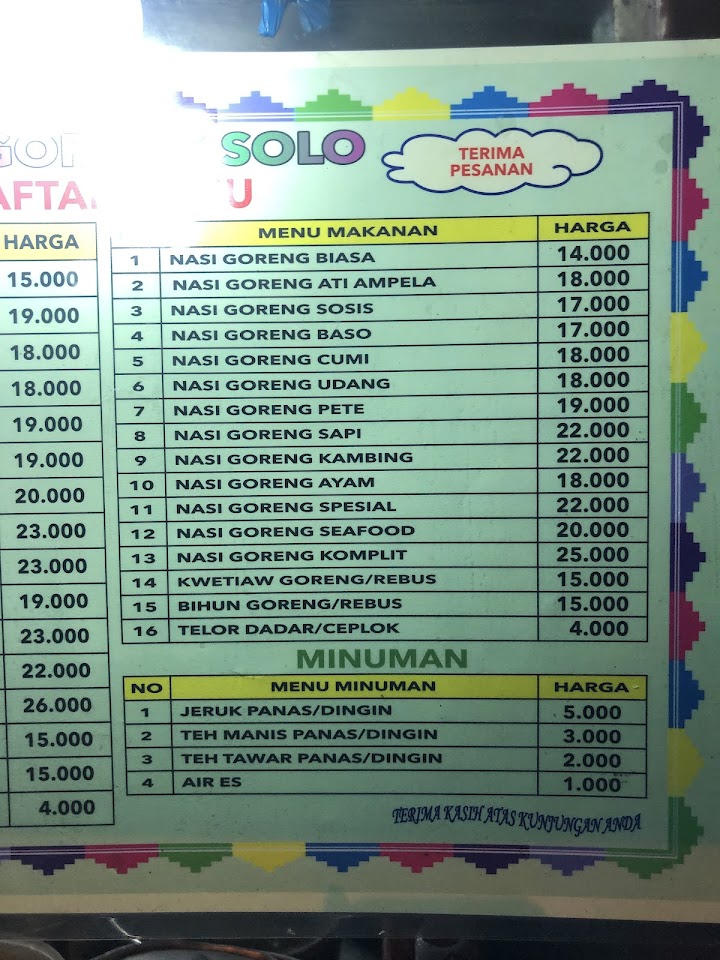 SOLO
TERIMA
PESANAN
HARGA
15.000
19.000
18.000
18.000
19.000
19.000
20.000
23.000
23.000
19.000
23.000
22.000
26.000
15.000
15.000
4.000
MENU MAKANAN HARGA
1 NASI GORENG BIASA 14.000
2 NASI GORENG ATI AMPELA 18.000
3 NASI GORENG SOSIS 17.000
4 NASI GORENG BASO 17.000
5 NASI GORENG CUMI 18.000
6 NASI GORENG UDANG 18.000
7 NASI GORENG PETE 19.000
8 NASI GORENG SAPI 22.000
9 NASI GORENG KAMBING 22.000
10 NASI GORENG AYAM 18.000
11 NASI GORENG SPESIAL 22.000
12 NASI GORENG SEAFOOD 20.000
13 NASI GORENG KOMPLIT 25.000
14 KWETIAW GORENG/REBUS 15.000
15 BIHUN GORENG/REBUS 15.000
16 TELOR DADAR/CEPLOK 4.000
MINUMAN
NO MENU MINUMAN HARGA
1 JERUK PANAS/DINGIN 5.000
2 TEH MANIS PANAS/DINGIN 3.000
3 TEH TAWAR PANAS/DINGIN 2.000
4 AIR ES 1.000
TERIMA KASIH ATAS KUNJUNGAN ANDA